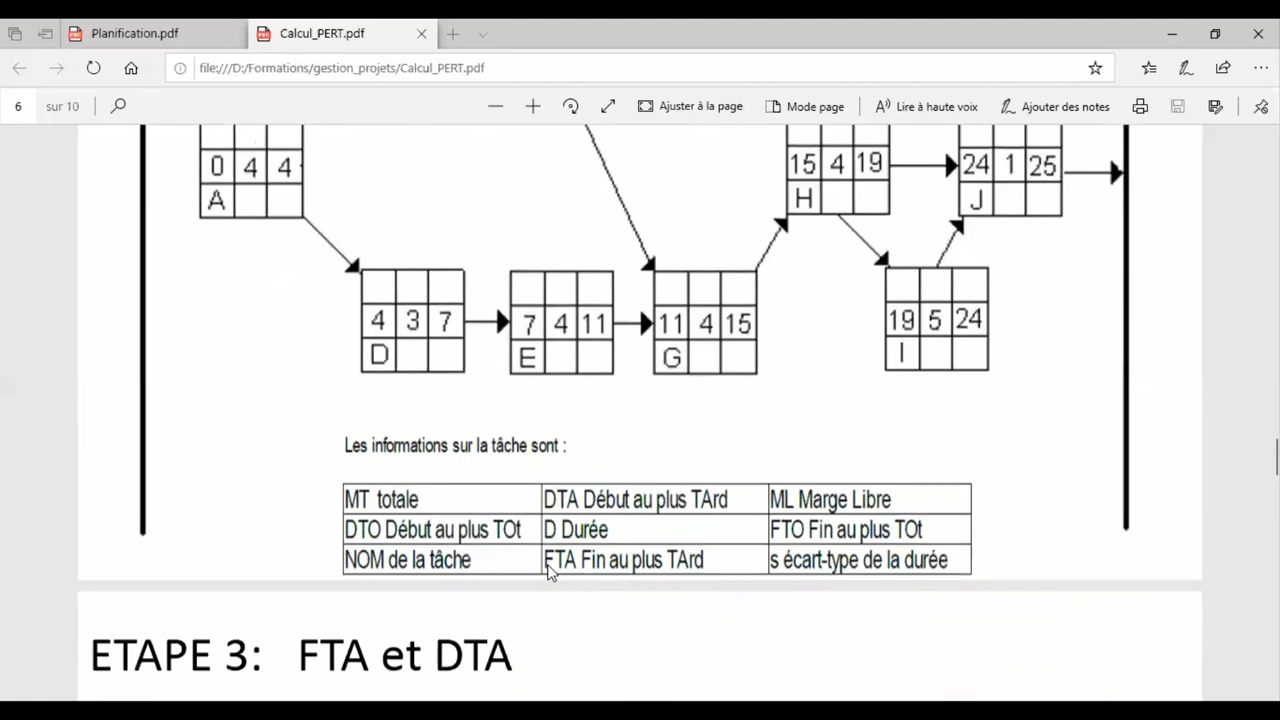 Planification.pdf
Calcul_PERT.pdf
file:///D:/Formations/gestion_projets/Calcul_PERT.pdf
6 sur 10
Ajuster à la page
Mode page
Lire à haute voix
Ajouter des notes
0 4 4
A
15 4 19
H
24 1 25
J
4 3 7
D
7 4 11
E
11 4 15
G
19 5 24
I
Les informations sur la tâche sont :
MT totale DTA Début au plus TArd ML Marge Libre
DTO Début au plus TOt D Durée FTO Fin au plus TOt
NOM de la tâche FTA Fin au plus TArd s écart-type de la durée
ETAPE 3: FTA et DTA